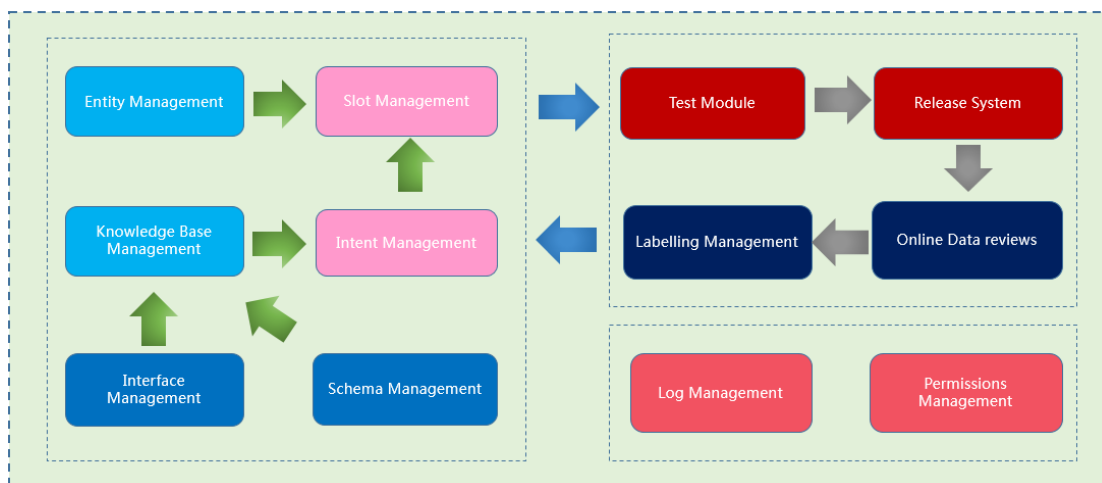 Entity Management
Slot Management
Test Module
Release System
Knowledge Base
Management
Intent Management
Labelling Management
Online Data reviews
Interface
Management
Schema Management
Log Management
Permissions
Management